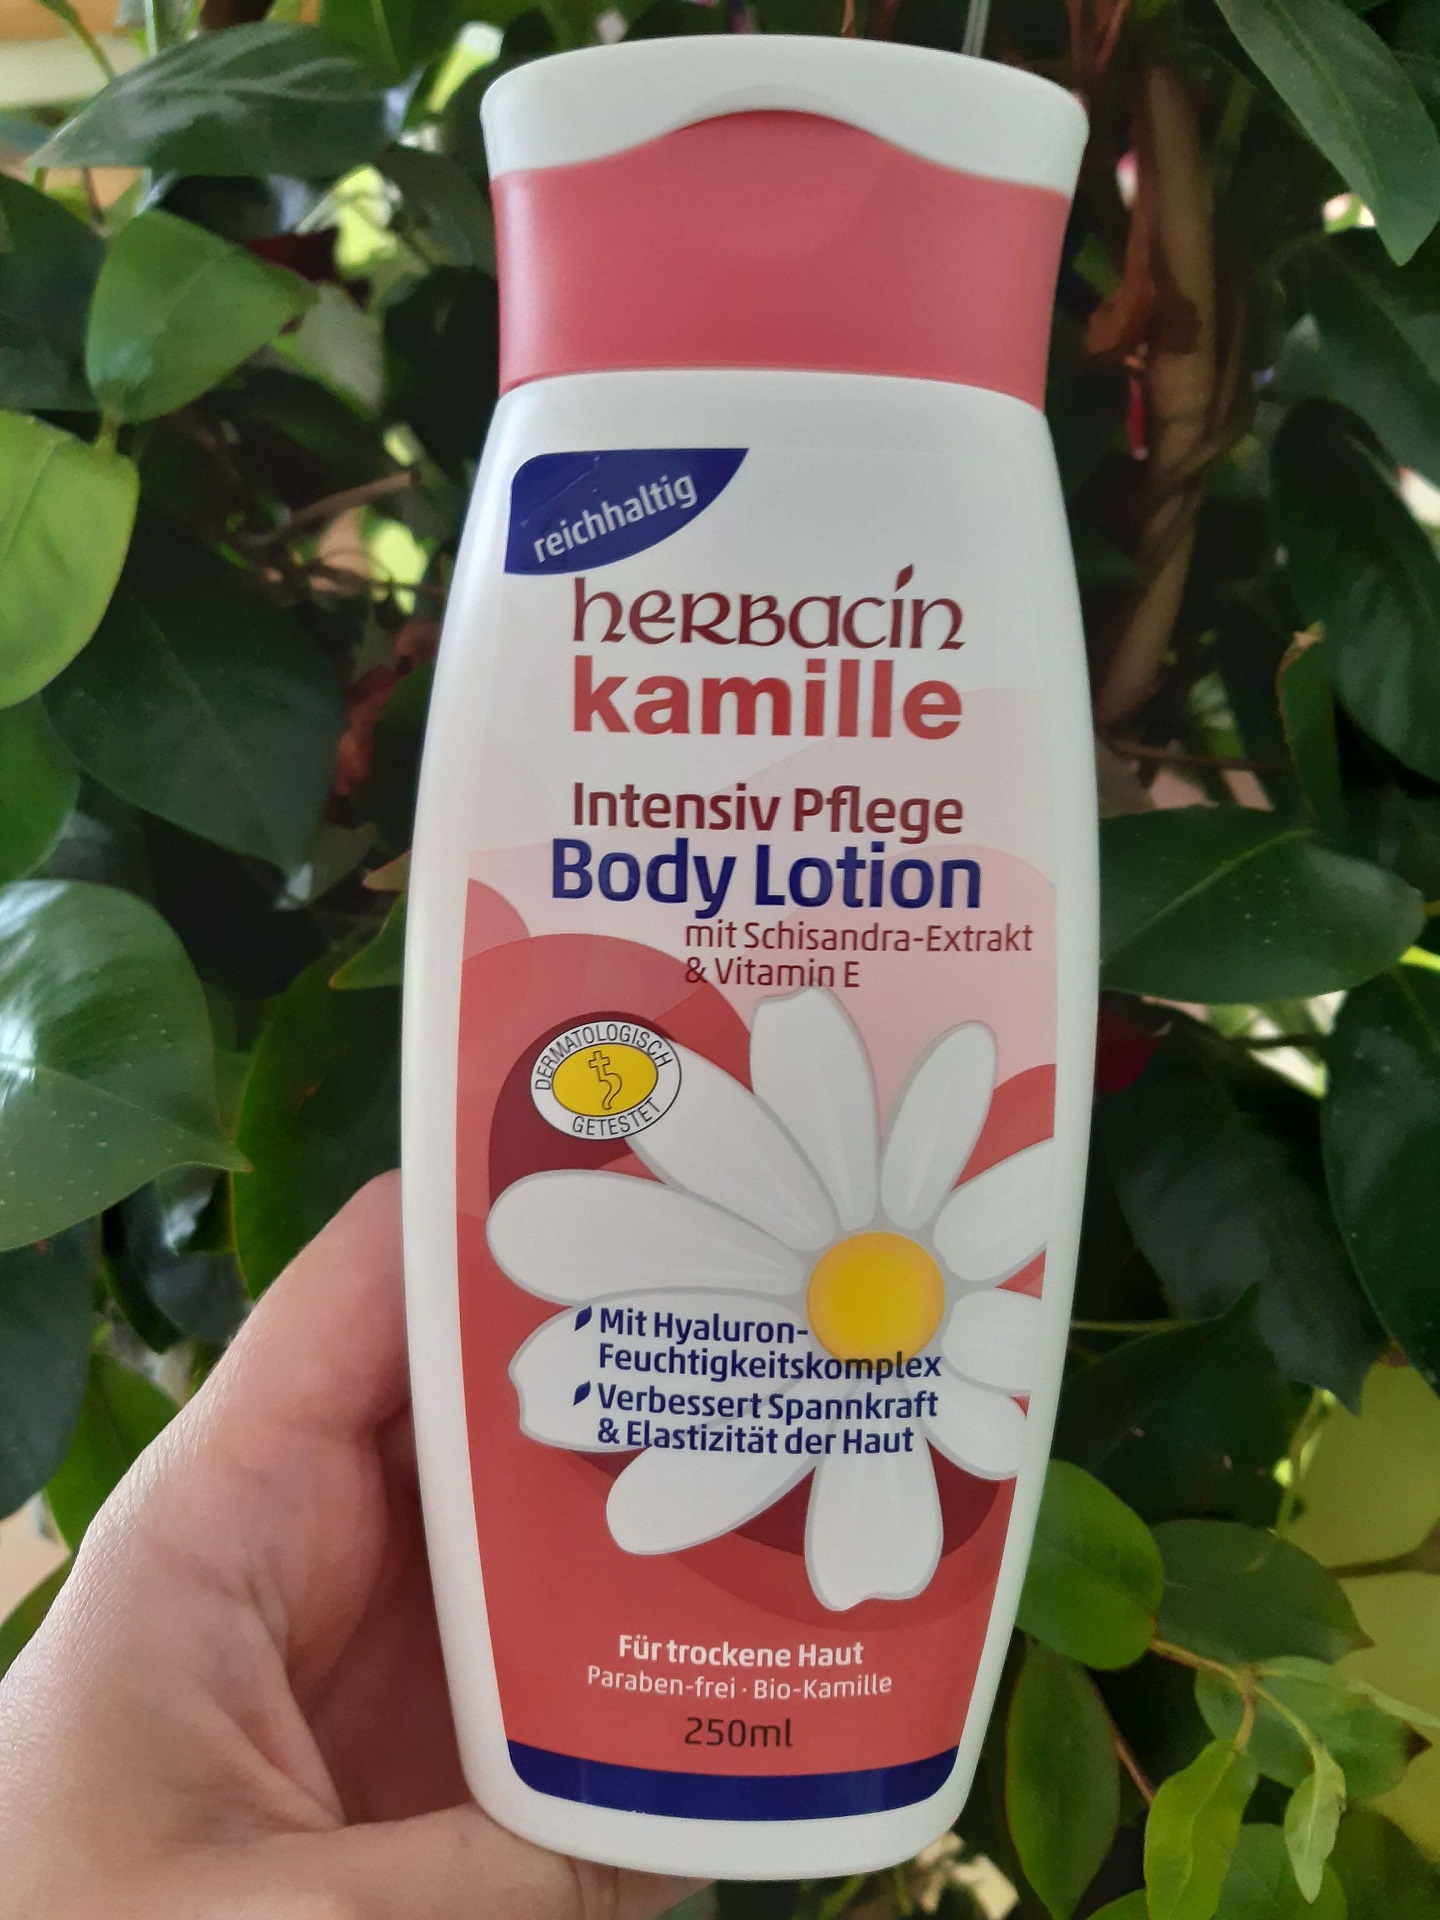 reichhaltig
herbacin
kamille
Intensiv Pflege
Body Lotion
mit Schisandra-Extrakt
& Vitamin E
DERMATOLOGISCH
GETESTET
Mit Hyaluron-
Feuchtigkeitskomplex
Verbessert Spannkraft
& Elastizität der Haut
Für trockene Haut
Paraben-frei · Bio-Kamille
250ml